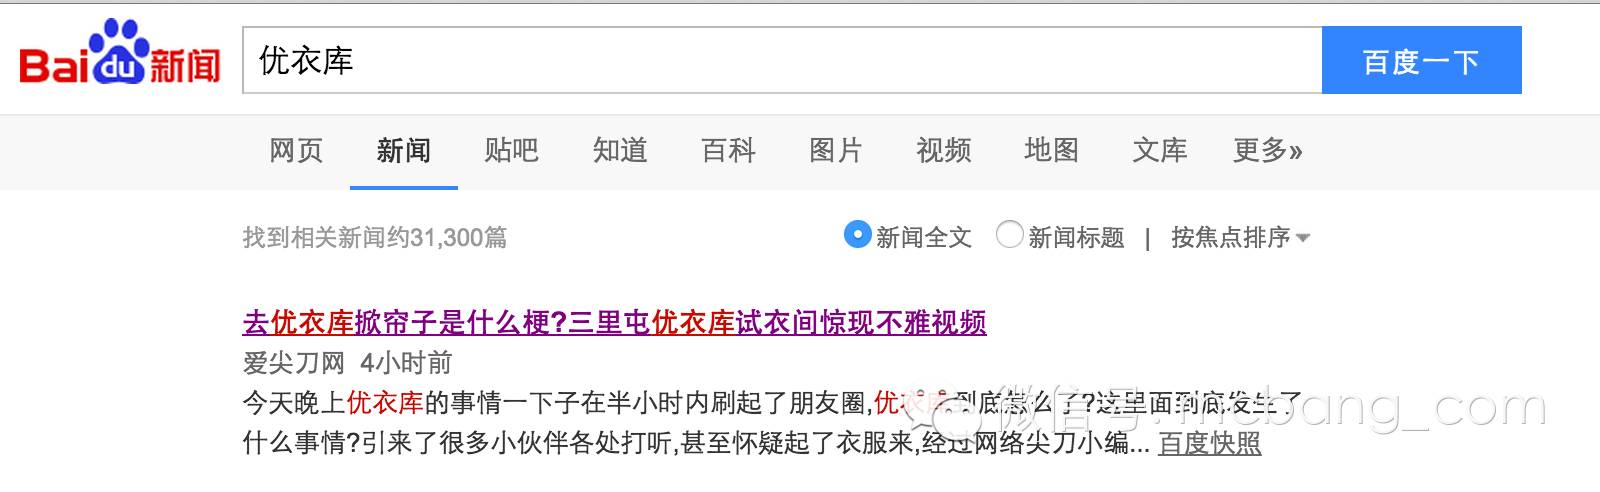 Bai du 新闻
优衣库
百度一下
网页 新闻 贴吧 知道 百科 图片 视频 地图 文库 更多»
找到相关新闻约31,300篇
新闻全文 新闻标题 | 按焦点排序
去优衣库掀帘子是什么梗?三里屯优衣库试衣间惊现不雅视频
爱尖刀网 4小时前
今天晚上优衣库的事情一下子在半小时内刷起了朋友圈,优衣库到底怎么了?这里面到底发生了
什么事情?引来了很多小伙伴各处打听,甚至怀疑起了衣服来,经过网络尖刀小编... 百度快照
微信号: mcbang_com